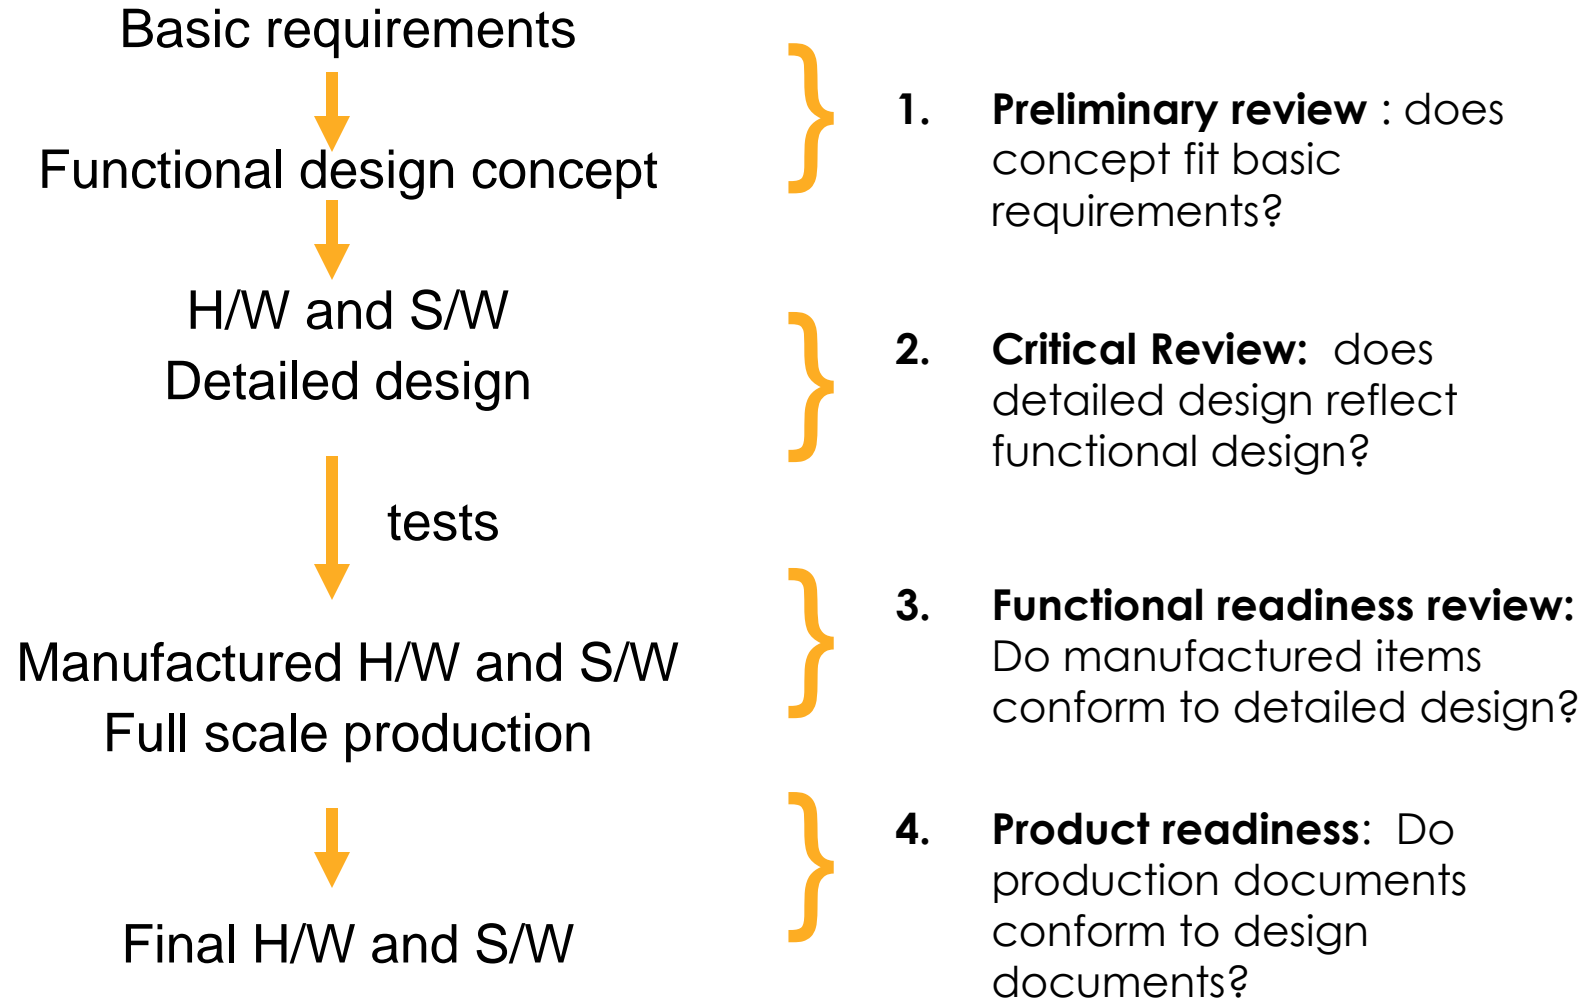 Basic requirements
Functional design concept
H/W and S/W
Detailed design
tests
Manufactured H/W and S/W
Full scale production
Final H/W and S/W
1. Preliminary review : does
concept fit basic
requirements?
2. Critical Review: does
detailed design reflect
functional design?
3. Functional readiness review:
Do manufactured items
conform to detailed design?
4. Product readiness: Do
production documents
conform to design
documents?